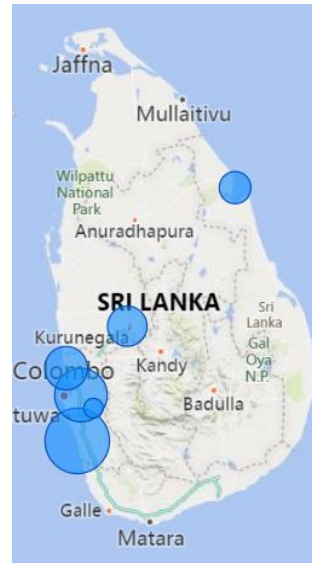 Jaffna
Mullaitivu
Wilpattu
National
Park
Anuradhapura
SRI LANKA
Sri
Lanka
Kurunegala
Gal
Oya
N.P.
Kandy
Colombo
Badulla
tuwa
Galle
Matara